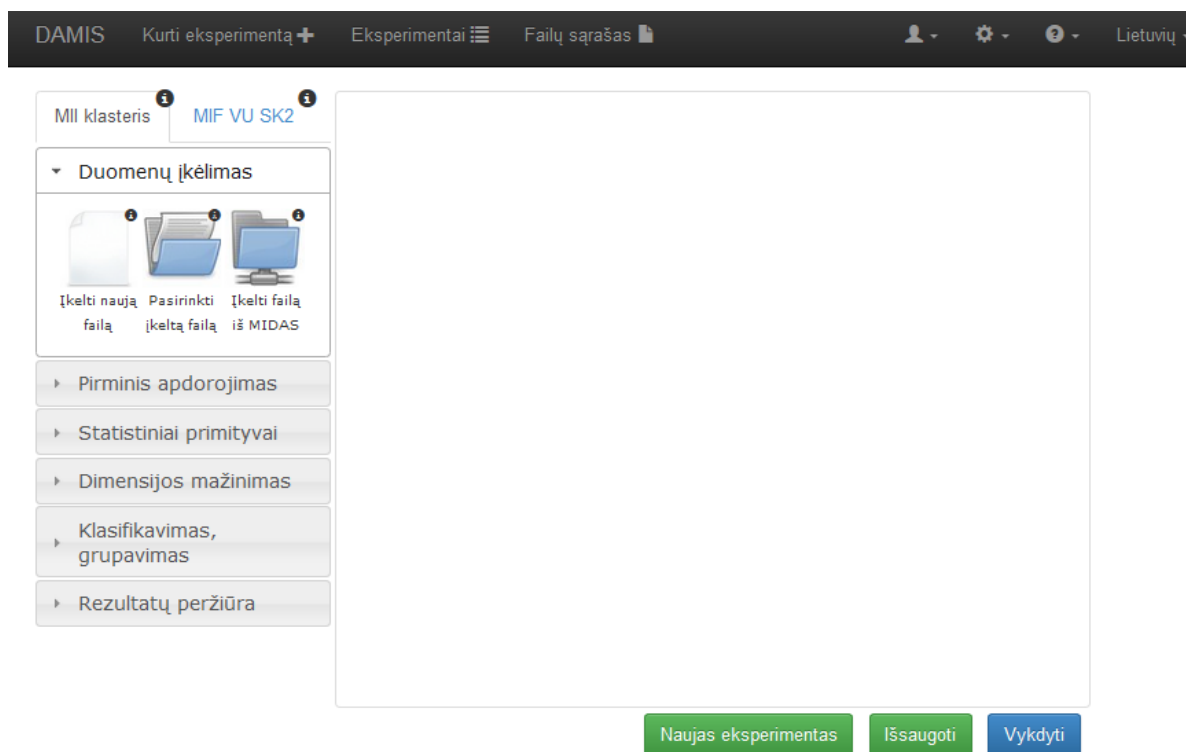 DAMIS Kurti eksperimentą Eksperimentai Failų sąrašas Lietuvių
MII klasteris MIF VU SK2
Duomenų įkėlimas
Įkelti naują failą
Pasirinkti įkeltą failą
Įkelti failą iš MIDAS
Pirminis apdorojimas
Statistiniai primityvai
Dimensijos mažinimas
Klasifikavimas,
grupavimas
Rezultatų peržiūra
Naujas eksperimentas Išsaugoti Vykdyti